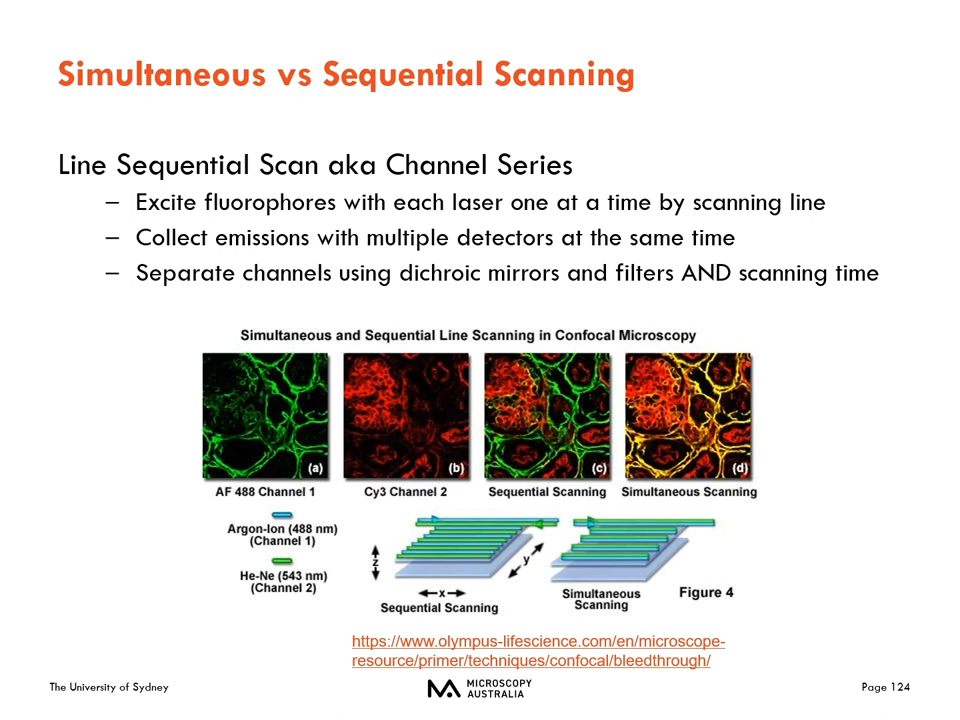 Simultaneous vs Sequential Scanning
Line Sequential Scan aka Channel Series
– Excite fluorophores with each laser one at a time by scanning line
– Collect emissions with multiple detectors at the same time
– Separate channels using dichroic mirrors and filters AND scanning time
Simultaneous and Sequential Line Scanning in Confocal Microscopy
(a) (b) (c) (d)
AF 488 Channel 1 Cy3 Channel 2 Sequential Scanning Simultaneous Scanning
Argon-Ion (488 nm)
(Channel 1)
He-Ne (543 nm)
(Channel 2)
z
x
y
Sequential Scanning
Simultaneous
Scanning
Figure 4
https://www.olympus-lifescience.com/en/microscope-
resource/primer/techniques/confocal/bleedthrough/
The University of Sydney
MICROSCOPY
AUSTRALIA
Page 124